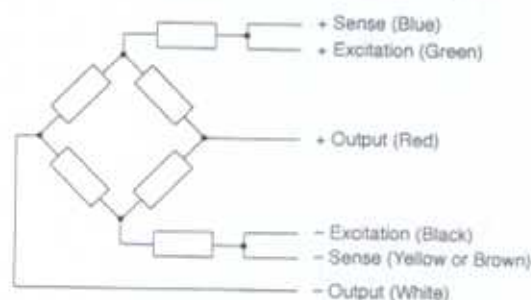 + Sense (Blue)
+ Excitation (Green)
+ Output (Red)
− Excitation (Black)
− Sense (Yellow or Brown)
− Output (White)